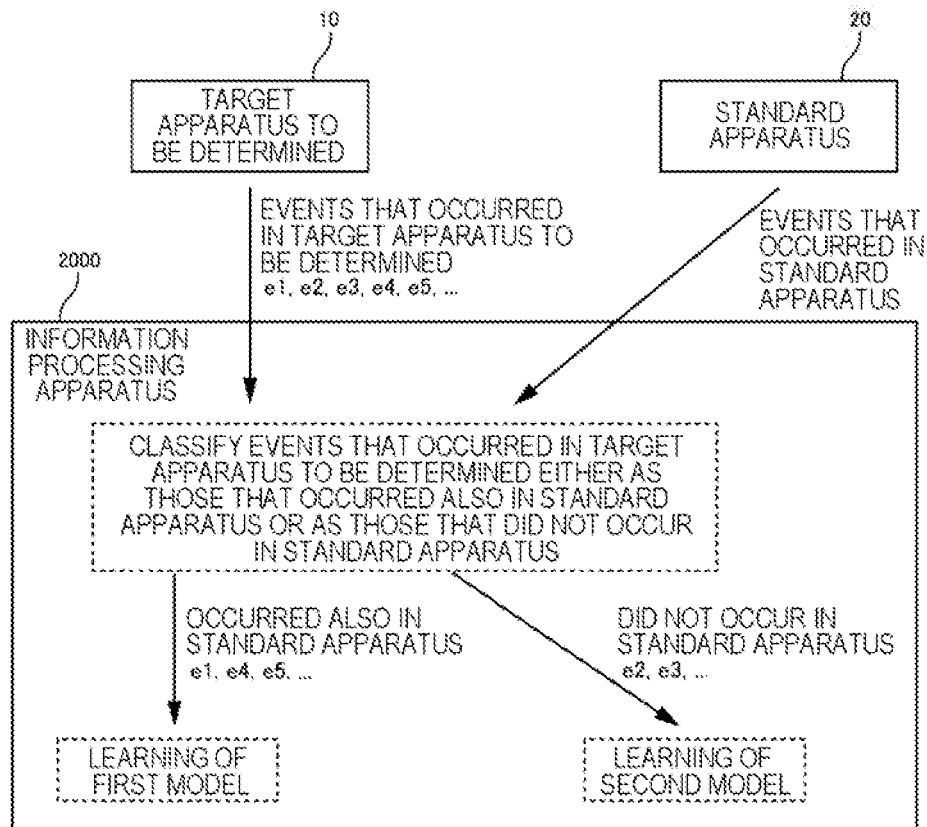 10
20
TARGET
APPARATUS TO
BE DETERMINED
STANDARD
APPARATUS
EVENTS THAT OCCURRED
IN TARGET APPARATUS TO
BE DETERMINED
e1, e2, e3, e4, e5, ...
EVENTS THAT
OCCURRED IN
STANDARD
APPARATUS
2000
INFORMATION
PROCESSING
APPARATUS
CLASSIFY EVENTS THAT OCCURRED IN TARGET
APPARATUS TO BE DETERMINED EITHER AS
THOSE THAT OCCURRED ALSO IN STANDARD
APPARATUS OR AS THOSE THAT DID NOT OCCUR
IN STANDARD APPARATUS
OCCURRED ALSO IN
STANDARD APPARATUS
e1, e4, e5, ...
DID NOT OCCUR IN
STANDARD APPARATUS
e2, e3, ...
LEARNING OF
FIRST MODEL
LEARNING OF
SECOND MODEL